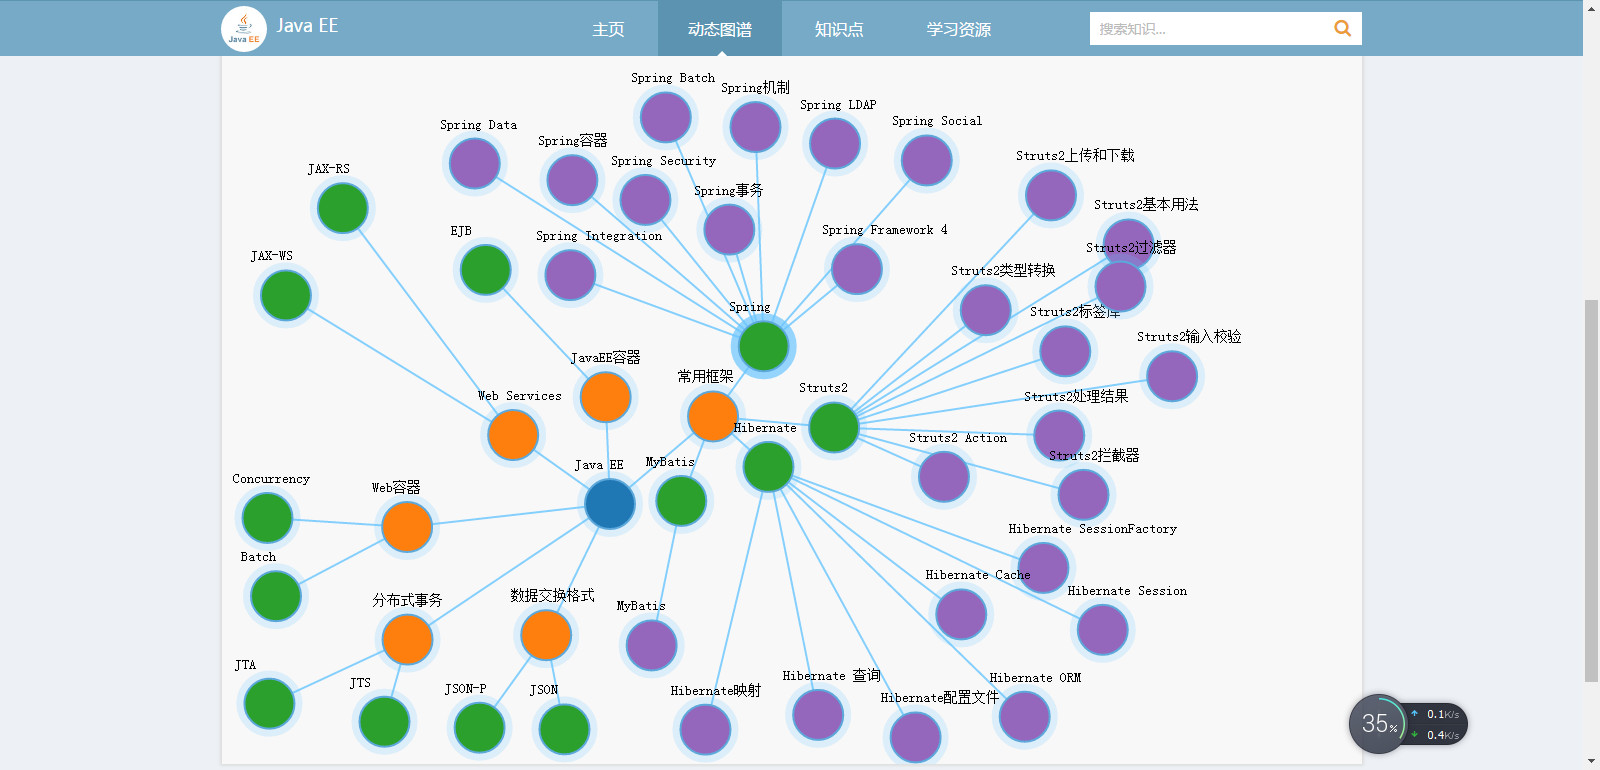 Java EE
Java EE
主页
动态图谱
知识点
学习资源
搜索知识...
Spring Batch
Spring机制
Spring LDAP
Spring Social
Spring Data
Spring容器
Spring Security
Struts2上传和下载
JAX-RS
Spring事务
Struts2基本用法
EJB
Spring Integration
Spring Framework 4
Struts2过滤器
JAX-WS
Struts2类型转换
Spring
Struts2标签库
Struts2输入校验
JavaEE容器
常用框架
Struts2
Web Services
Struts2处理结果
Hibernate
Struts2 Action
Struts2拦截器
Java EE
MyBatis
Concurrency
Web容器
Hibernate SessionFactory
Batch
Hibernate Cache
Hibernate Session
分布式事务
数据交换格式
MyBatis
JTA
JTS
JSON-P
JSON
Hibernate映射
Hibernate 查询
Hibernate配置文件
Hibernate ORM
35%
0.1K/s
0.4K/s